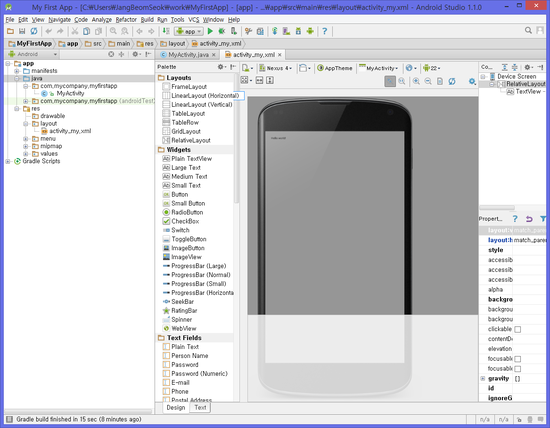 My First App - [C:\Users\JangBeomSeok\work\MyFirstApp] - [app] - ...\app\src\main\res\layout\activity_my.xml - Android Studio 1.1.0
File Edit View Navigate Code Analyze Refactor Build Run Tools VCS Window Help
app
MyFirstApp app src main res layout activity_my.xml
Android
MyActivity.java activity_my.xml
app
manifests
java
com.mycompany.myfirstapp
MyActivity
com.mycompany.myfirstapp (androidTest)
res
drawable
layout
activity_my.xml
menu
mipmap
values
Gradle Scripts
Palette
Layouts
FrameLayout
LinearLayout (Horizontal)
LinearLayout (Vertical)
TableLayout
TableRow
GridLayout
RelativeLayout
Widgets
Plain TextView
Large Text
Medium Text
Small Text
Button
Small Button
RadioButton
CheckBox
Switch
ToggleButton
ImageButton
ImageView
ProgressBar (Large)
ProgressBar (Normal)
ProgressBar (Small)
ProgressBar (Horizonta
SeekBar
RatingBar
Spinner
WebView
Text Fields
Plain Text
Person Name
Password
Password (Numeric)
E-mail
Phone
Postal Address
Design Text
Nexus 4 AppTheme
MyActivity 22
Co...
Device Screen
RelativeLayout
TextView
Propert...
layout:v match_paren
layout:h match_paren
style
accessib
accessib
accessib
alpha
backgro
backgrou
backgrou
clickable
contentD
elevation
focusabl
focusabl
gravity []
id
ignoreG
Gradle build finished in 15 sec (8 minutes ago)
n/a n/a